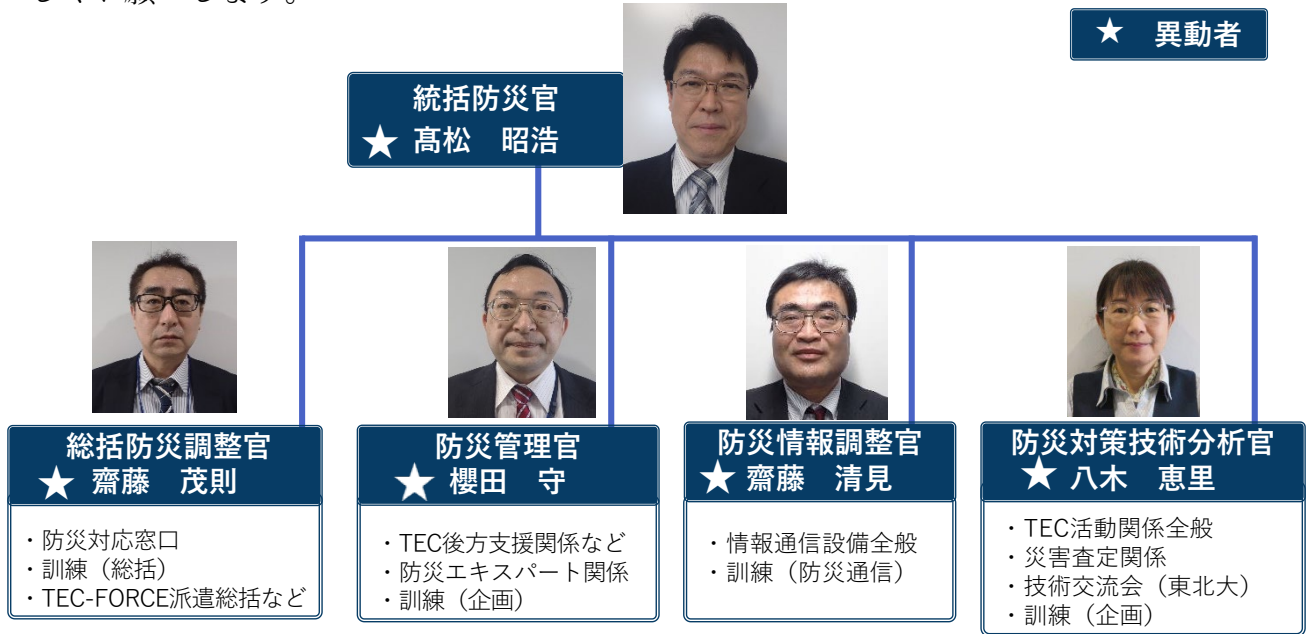 ★ 異動者
統括防災官
★ 髙松 昭浩
総括防災調整官
★ 齋藤 茂則
・防災対応窓口
・訓練（総括）
・TEC-FORCE派遣総括など
防災管理官
★ 櫻田 守
・TEC後方支援関係など
・防災エキスパート関係
・訓練（企画）
防災情報調整官
★ 齋藤 清見
・情報通信設備全般
・訓練（防災通信）
防災対策技術分析官
★ 八木 恵里
・TEC活動関係全般
・災害査定関係
・技術交流会（東北大）
・訓練（企画）